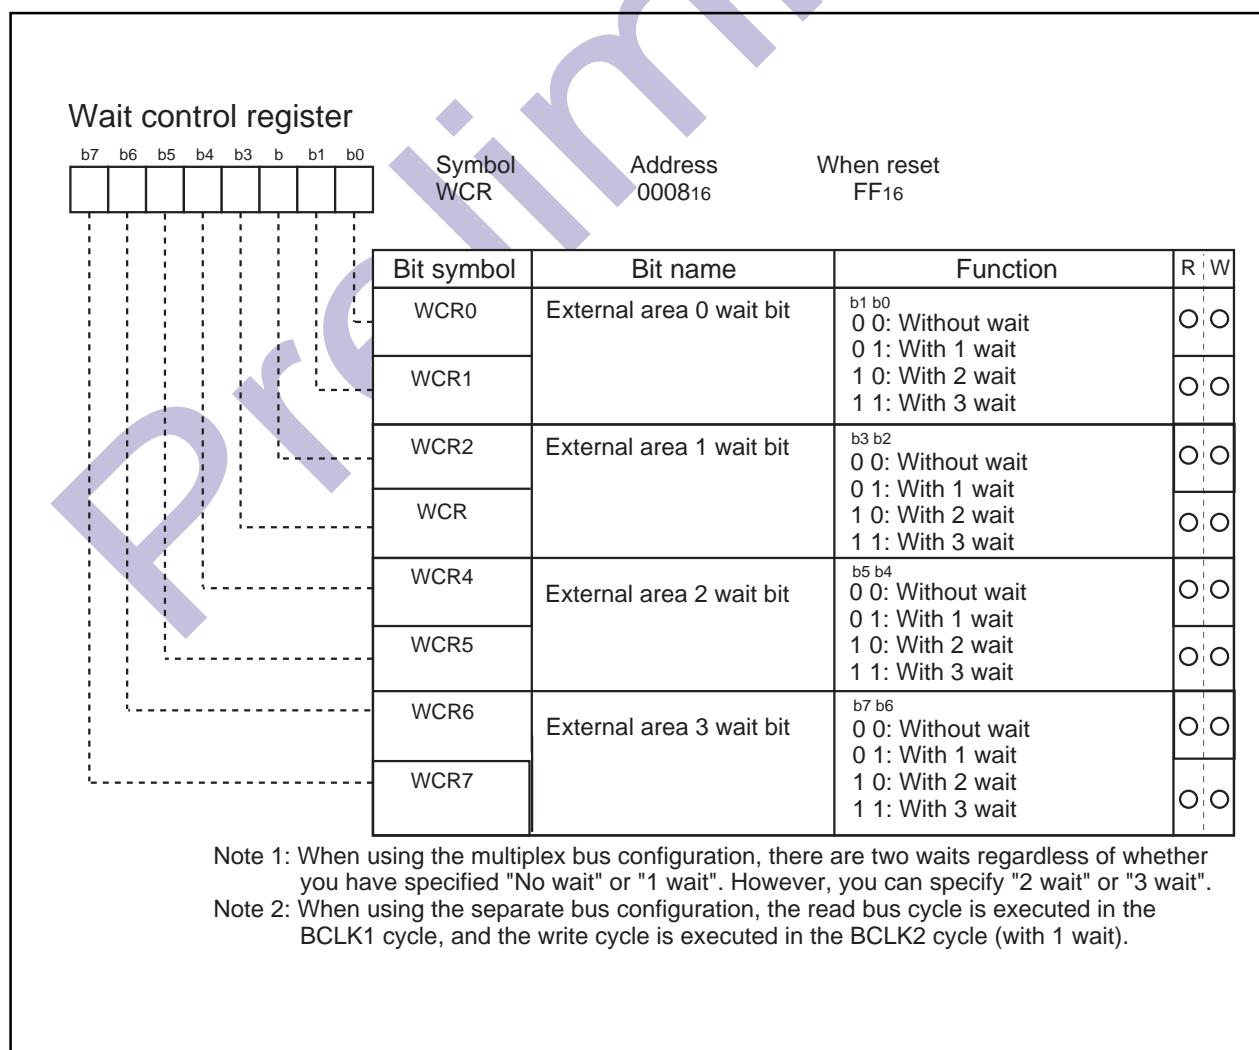 Prelim
Wait control register
b7 b6 b5 b4 b3 b b1 b0
Symbol Address When reset
WCR 000816 FF16
Bit symbol Bit name Function R W
WCR0 External area 0 wait bit b1 b0
0 0: Without wait
0 1: With 1 wait
WCR1 1 0: With 2 wait
1 1: With 3 wait
WCR2 External area 1 wait bit b3 b2
0 0: Without wait
0 1: With 1 wait
WCR 1 0: With 2 wait
1 1: With 3 wait
WCR4 External area 2 wait bit b5 b4
0 0: Without wait
0 1: With 1 wait
WCR5 1 0: With 2 wait
1 1: With 3 wait
WCR6 External area 3 wait bit b7 b6
0 0: Without wait
0 1: With 1 wait
WCR7 1 0: With 2 wait
1 1: With 3 wait
Note 1: When using the multiplex bus configuration, there are two waits regardless of whether
you have specified "No wait" or "1 wait". However, you can specify "2 wait" or "3 wait".
Note 2: When using the separate bus configuration, the read bus cycle is executed in the
BCLK1 cycle, and the write cycle is executed in the BCLK2 cycle (with 1 wait).